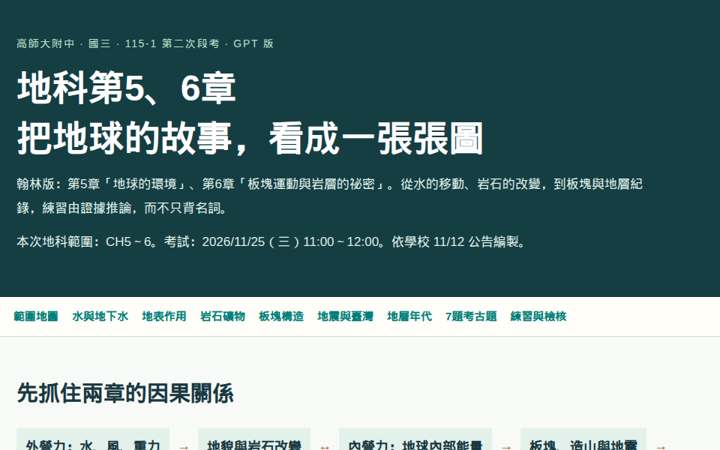 高師大附中 · 國三 · 115-1 第二次段考 · GPT 版
地科第5、6章
把地球的故事，看成一張張圖
翰林版：第5章「地球的環境」、第6章「板塊運動與岩層的祕密」。從水的移動、岩石的改變，到板塊與地層紀
錄，練習由證據推論，而不只背名詞。
本次地科範圍：CH5～6。考試：2026/11/25（三）11:00～12:00。依學校 11/12 公告編製。
範圍地圖 水與地下水 地表作用 岩石礦物 板塊構造 地震與臺灣 地層年代 7題考古題 練習與檢核
先抓住兩章的因果關係
外營力：水、風、重力 → 地貌與岩石改變 ↔ 內營力：地球內部能量 → 板塊、造山與地震 →